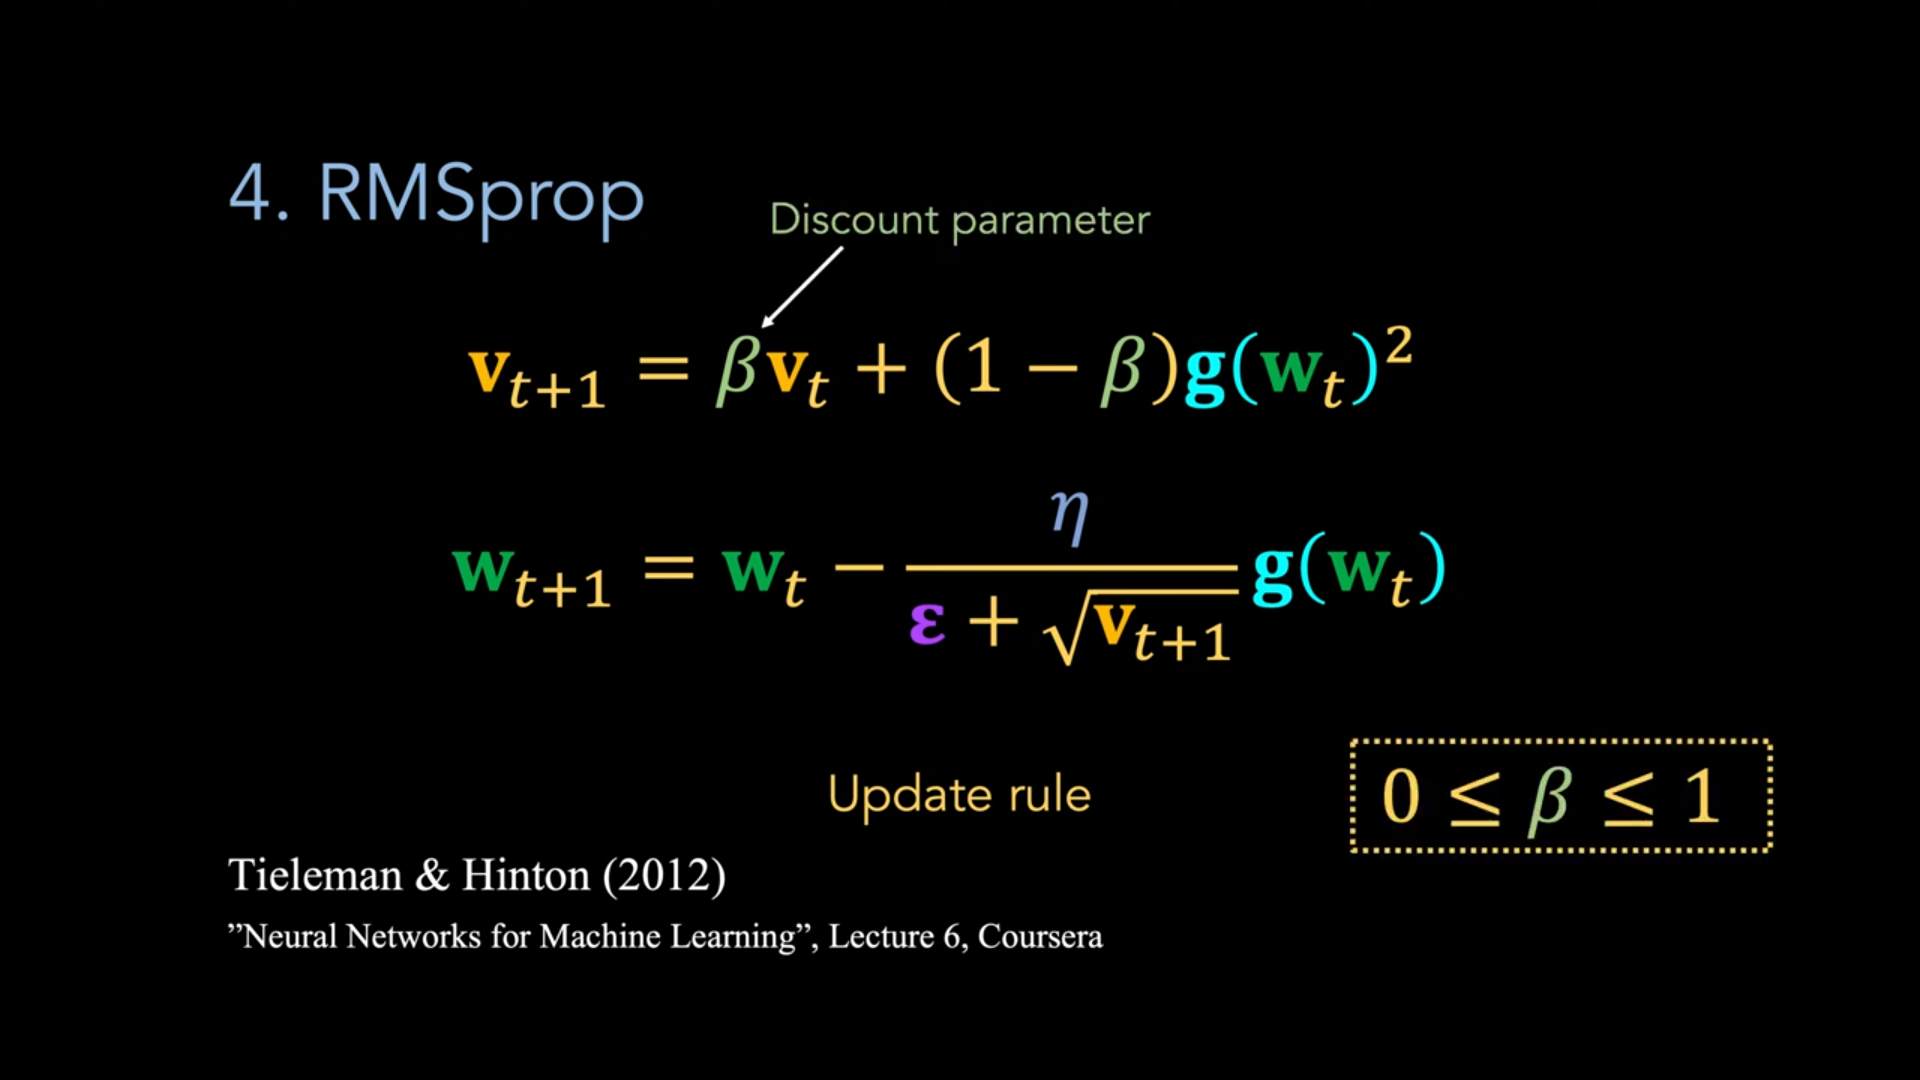 4. RMSprop
Discount parameter
𝐯ₜ₊₁ = β𝐯ₜ + (1 − β)𝐠(𝐰ₜ)²
𝐰ₜ₊₁ = 𝐰ₜ − η / (𝛆 + √𝐯ₜ₊₁) 𝐠(𝐰ₜ)
Update rule
0 ≤ β ≤ 1
Tieleman & Hinton (2012)
”Neural Networks for Machine Learning”, Lecture 6, Coursera